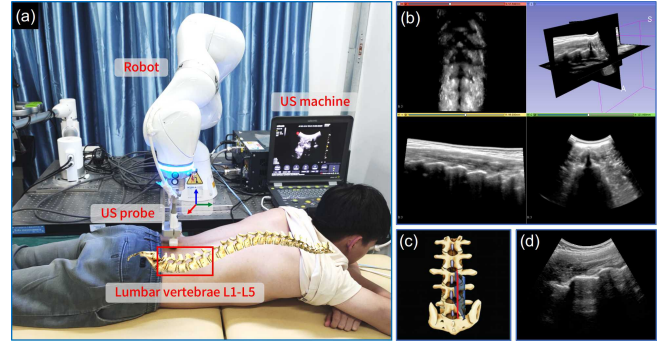 (a)
Robot
US machine
US probe
Lumbar vertebrae L1-L5
(b)
S
A
(c)
(d)